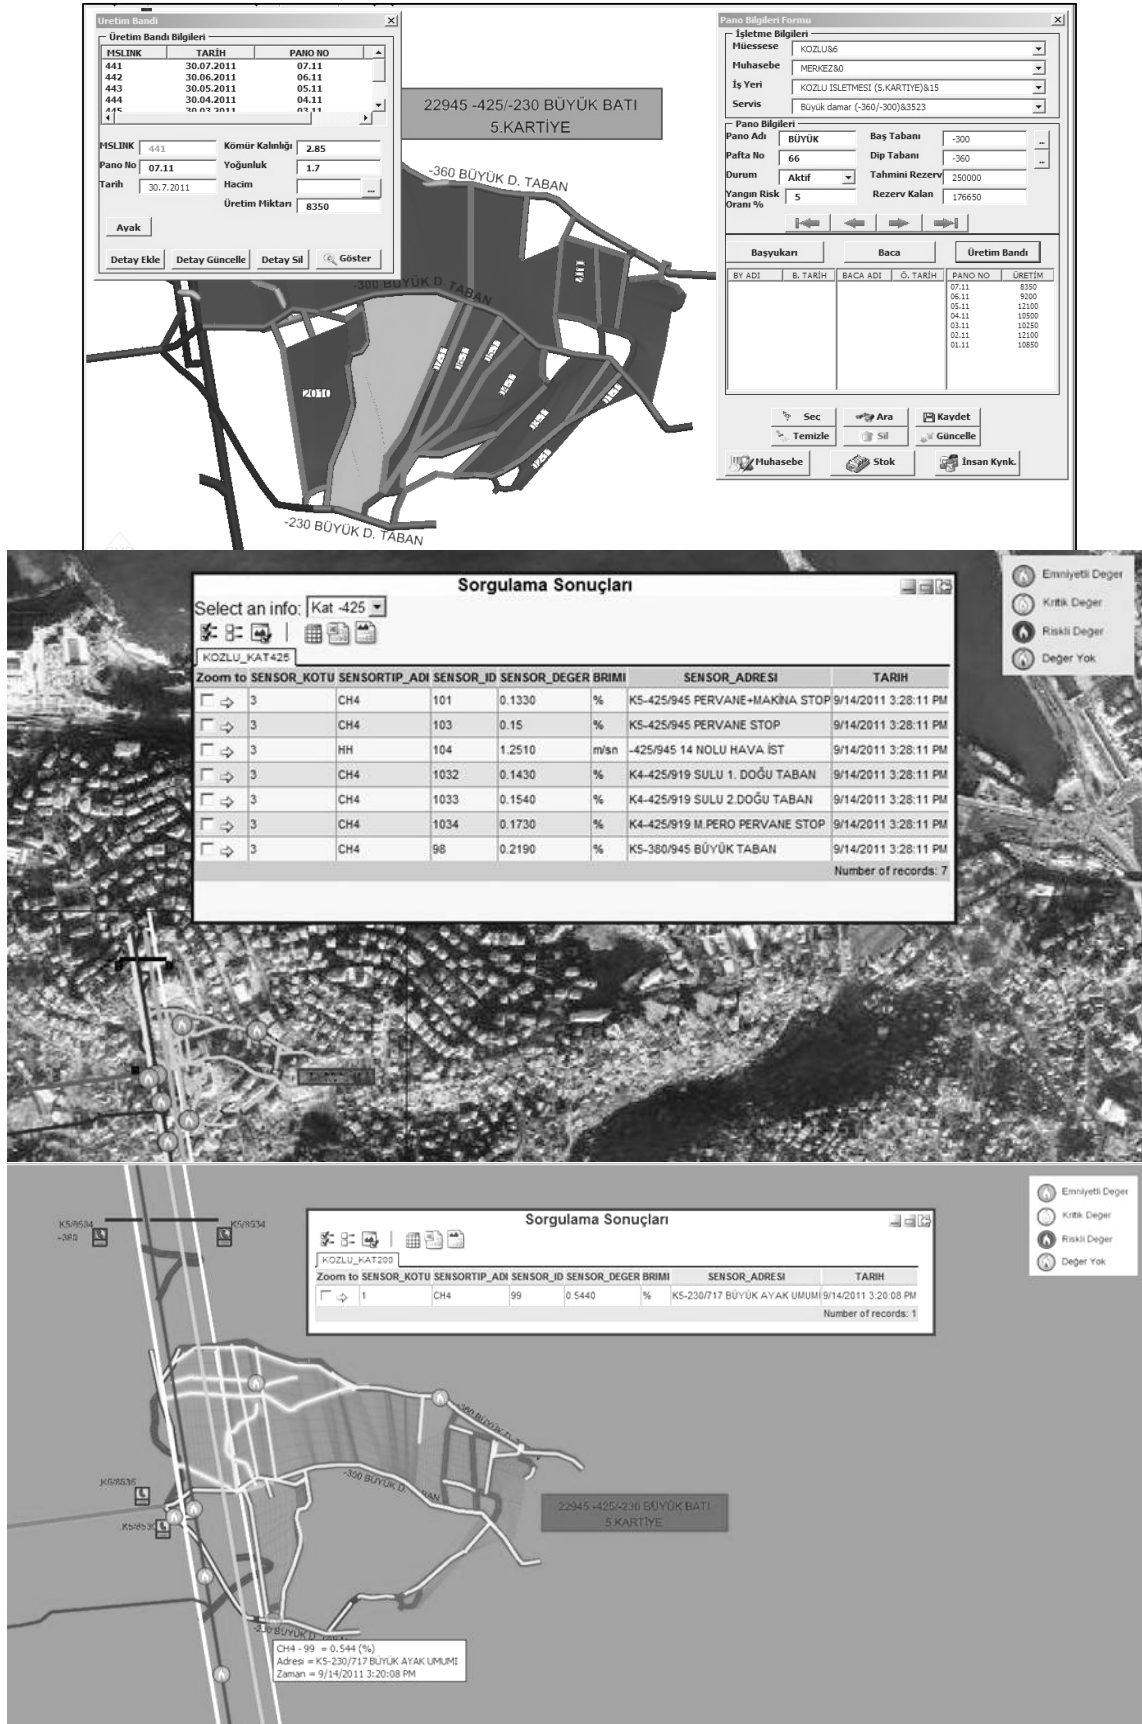 Uretim Bandı
Üretim Bandı Bilgileri
MSLINK TARİH PANO NO
441 30.07.2011 07.11
442 30.06.2011 06.11
443 30.05.2011 05.11
444 30.04.2011 04.11
445 30.03.2011 03.11
MSLINK 441 Kömür Kalınlığı 2.85
Pano No 07.11 Yoğunluk 1.7
Tarih 30.7.2011 Hacim ...
Üretim Miktarı 8350
Ayak
Detay Ekle Detay Güncelle Detay Sil Göster
22945 -425/-230 BÜYÜK BATI
5.KARTİYE
-360 BÜYÜK D. TABAN
-300 BÜYÜK D. TABAN
2010
-230 BÜYÜK D. TABAN
Pano Bilgileri Formu
İşletme Bilgileri
Müessese KOZLU&6
Muhasebe MERKEZ&0
İş Yeri KOZLU ISLETMESI (5.KARTIYE)&15
Servis Büyük damar (-360/-300)&3523
Pano Bilgileri
Pano Adı BÜYÜK Baş Tabanı -300 ...
Pafta No 66 Dip Tabanı -360 ...
Durum Aktif Tahmini Rezerv 250000
Yangın Risk Oranı % 5 Rezerv Kalan 176650
Başyukarı Baca Üretim Bandı
BY ADI B. TARİH BACA ADI Ö. TARİH PANO NO ÜRETİM
07.11 8350
06.11 9200
05.11 12100
04.11 10500
03.11 10250
02.11 12100
01.11 10850
Sec Ara Kaydet
Temizle Sil Güncelle
Muhasebe Stok İnsan Kynk.
Sorgulama Sonuçları
Select an info: Kat -425
KOZLU_KAT425
Zoom to SENSOR_KOTU SENSORTIP_ADI SENSOR_ID SENSOR_DEGER BRIMI SENSOR_ADRESI TARIH
3 CH4 101 0.1330 % K5-425/945 PERVANE+MAKİNA STOP 9/14/2011 3:28:11 PM
3 CH4 103 0.15 % K5-425/945 PERVANE STOP 9/14/2011 3:28:11 PM
3 HH 104 1.2510 m/sn -425/945 14 NOLU HAVA İST 9/14/2011 3:28:11 PM
3 CH4 1032 0.1430 % K4-425/919 SULU 1. DOĞU TABAN 9/14/2011 3:28:11 PM
3 CH4 1033 0.1540 % K4-425/919 SULU 2.DOĞU TABAN 9/14/2011 3:28:11 PM
3 CH4 1034 0.1730 % K4-425/919 M.PERO PERVANE STOP 9/14/2011 3:28:11 PM
3 CH4 98 0.2190 % K5-380/945 BÜYÜK TABAN 9/14/2011 3:28:11 PM
Number of records: 7
Emniyetli Değer
Kritik Değer
Riskli Değer
Değer Yok
Sorgulama Sonuçları
KOZLU_KAT200
Zoom to SENSOR_KOTU SENSORTIP_ADI SENSOR_ID SENSOR_DEGER BRIMI SENSOR_ADRESI TARIH
1 CH4 99 0.5440 % K5-230/717 BÜYÜK AYAK UMUMI 9/14/2011 3:20:08 PM
Number of records: 1
Emniyetli Değer
Kritik Değer
Riskli Değer
Değer Yok
-300 BÜYÜK D.
22945 -425/-230 BÜYÜK BATI
5.KARTİYE
-230 BÜYÜK D. TABAN
CH4 - 99 = 0.544 (%)
Adresi = K5-230/717 BÜYÜK AYAK UMUMI
Zaman = 9/14/2011 3:20:08 PM